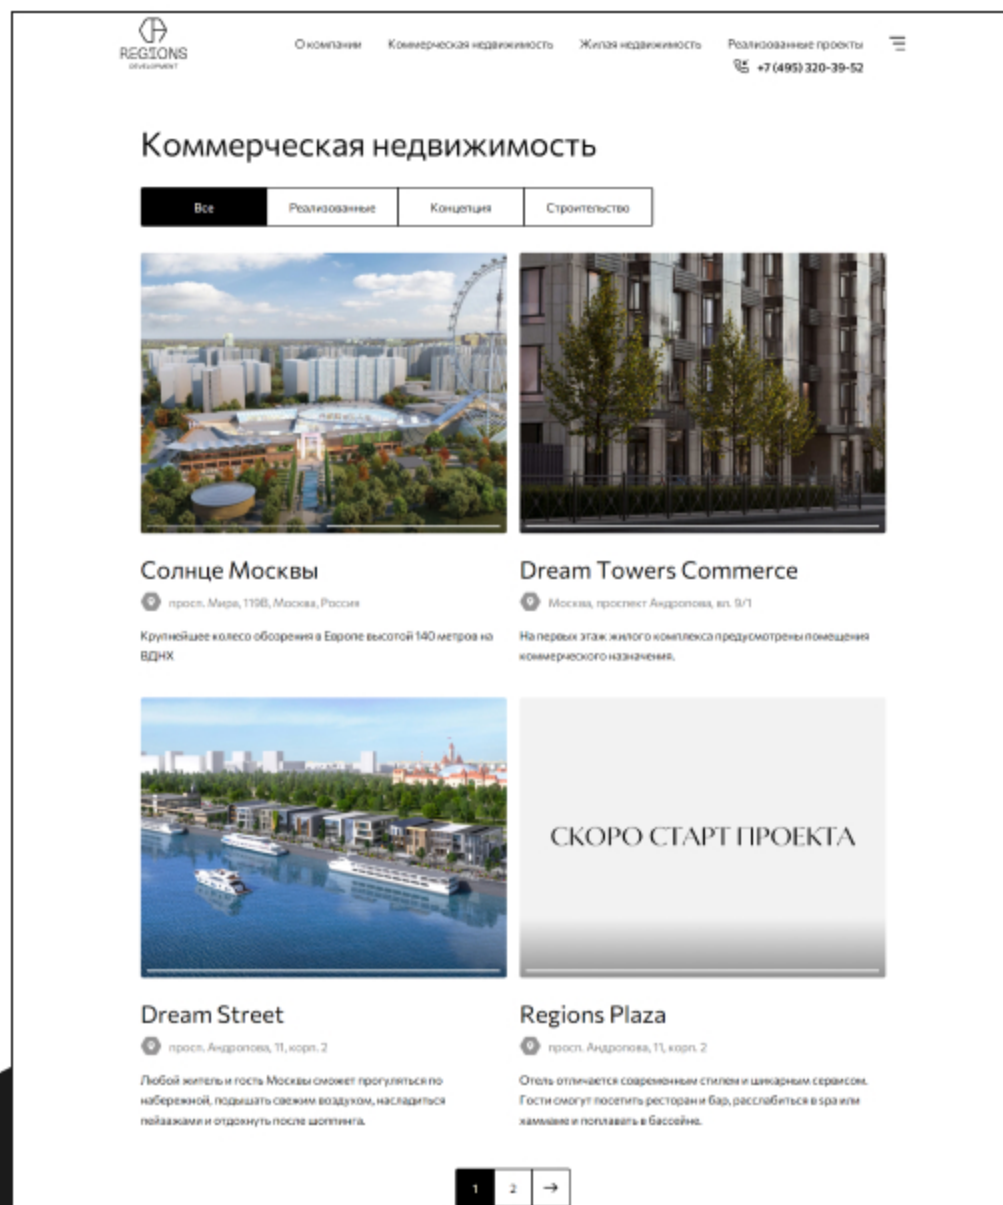 REGIONS
DEVELOPMENT
О компании
Коммерческая недвижимость
Жилая недвижимость
Реализованные проекты
+7 (495) 320-39-52
Коммерческая недвижимость
Все
Реализованные
Концепция
Строительство
Солнце Москвы
Dream Towers Commerce
просп. Мира, 119В, Москва, Россия
Москва, проспект Андропова, вл. 9/1
Крупнейшее колесо обозрения в Европе высотой 140 метров на
ВДНХ
На первых этаж жилого комплекса предусмотрены помещения
коммерческого назначения.
СКОРО СТАРТ ПРОЕКТА
Dream Street
Regions Plaza
просп. Андропова, 11, корп. 2
просп. Андропова, 11, корп. 2
Любой житель и гость Москвы сможет прогуляться по
набережной, подышать свежим воздухом, насладиться
пейзажами и отдохнуть после шоппинга.
Отель отличается современным стилем и шикарным сервисом.
Гости смогут посетить ресторан и бар, расслабиться в spa или
хаммаме и поплавать в бассейне.
1
2
→